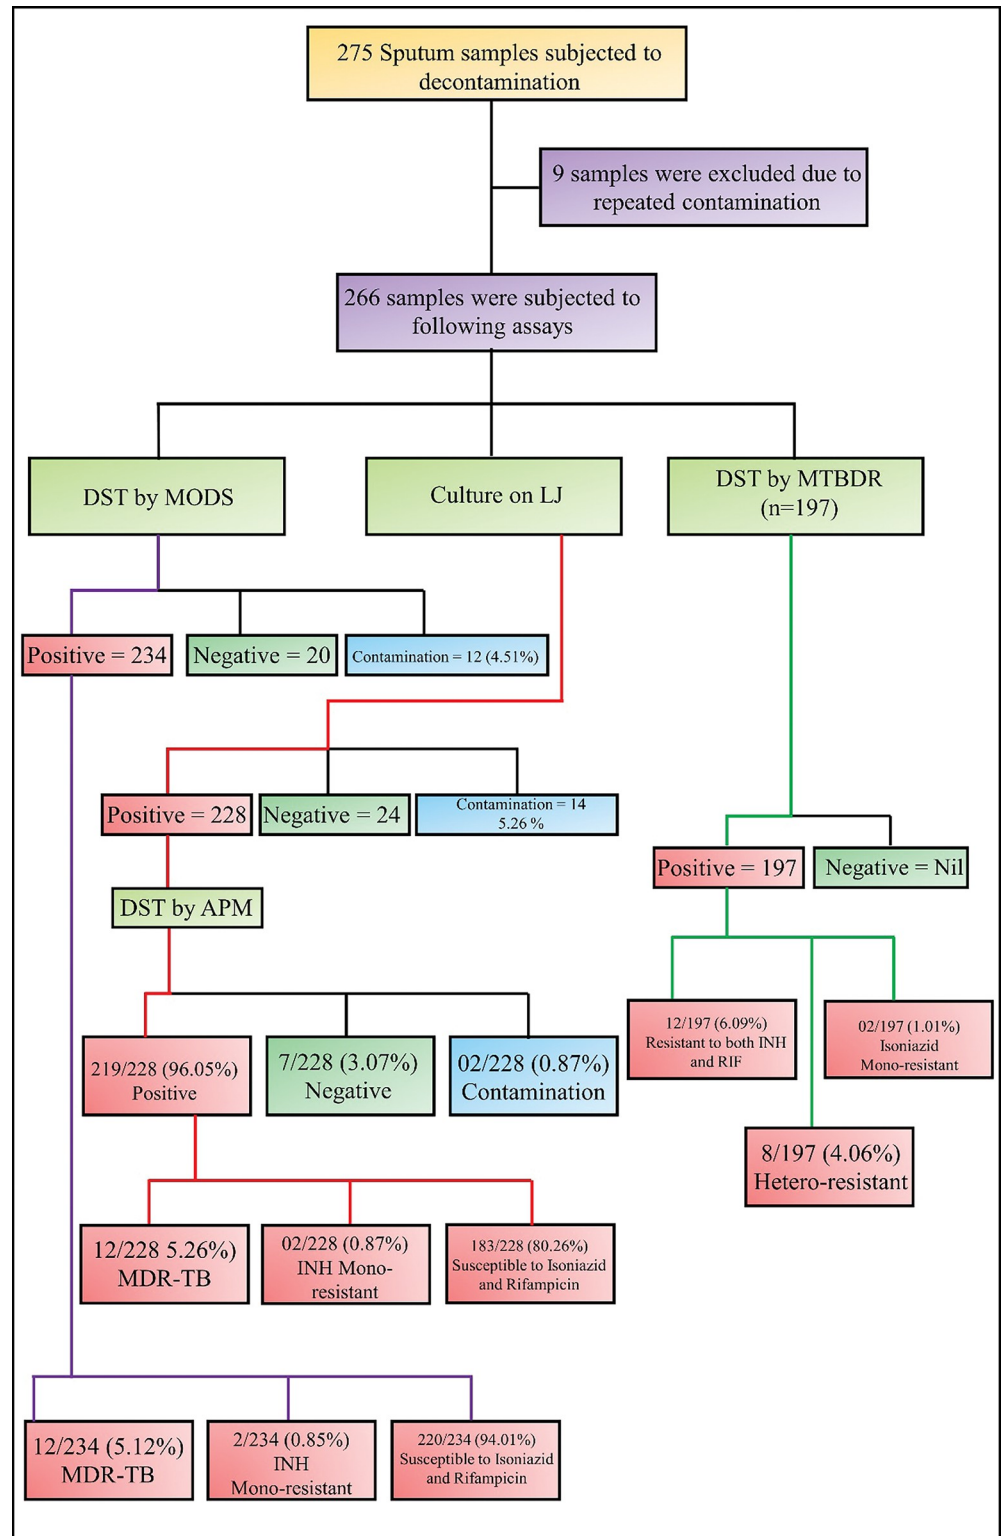 275 Sputum samples subjected to
decontamination
9 samples were excluded due to
repeated contamination
266 samples were subjected to
following assays
DST by MODS
Culture on LJ
DST by MTBDR
(n=197)
Positive = 234
Negative = 20
Contamination = 12 (4.51%)
Positive = 228
Negative = 24
Contamination = 14
5.26 %
Positive = 197
Negative = Nil
DST by APM
12/197 (6.09%)
Resistant to both INH
and RIF
02/197 (1.01%)
Isoniazid
Mono-resistant
219/228 (96.05%)
Positive
7/228 (3.07%)
Negative
02/228 (0.87%)
Contamination
8/197 (4.06%)
Hetero-resistant
12/228 5.26%)
MDR-TB
02/228 (0.87%)
INH Mono-
resistant
183/228 (80.26%)
Susceptible to Isoniazid
and Rifampicin
12/234 (5.12%)
MDR-TB
2/234 (0.85%)
INH
Mono-resistant
220/234 (94.01%)
Susceptible to Isoniazid
and Rifampicin